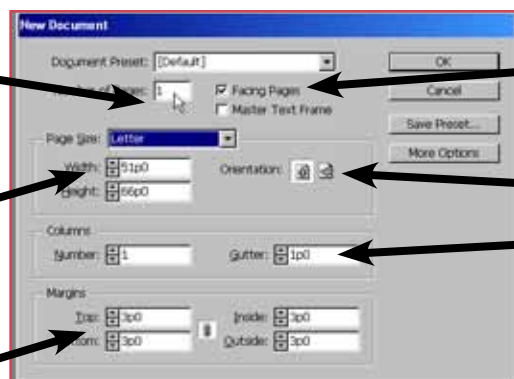 New Document
Document Preset: [Default]
of Pages: 1
Facing Pages
Master Text Frame
OK
Cancel
Save Preset...
More Options
Page Size: Letter
Width: 51p0
Height: 66p0
Orientation:
Columns
Number: 1
Gutter: 1p0
Margins
Top: 3p0
Bottom: 3p0
Inside: 3p0
Outside: 3p0